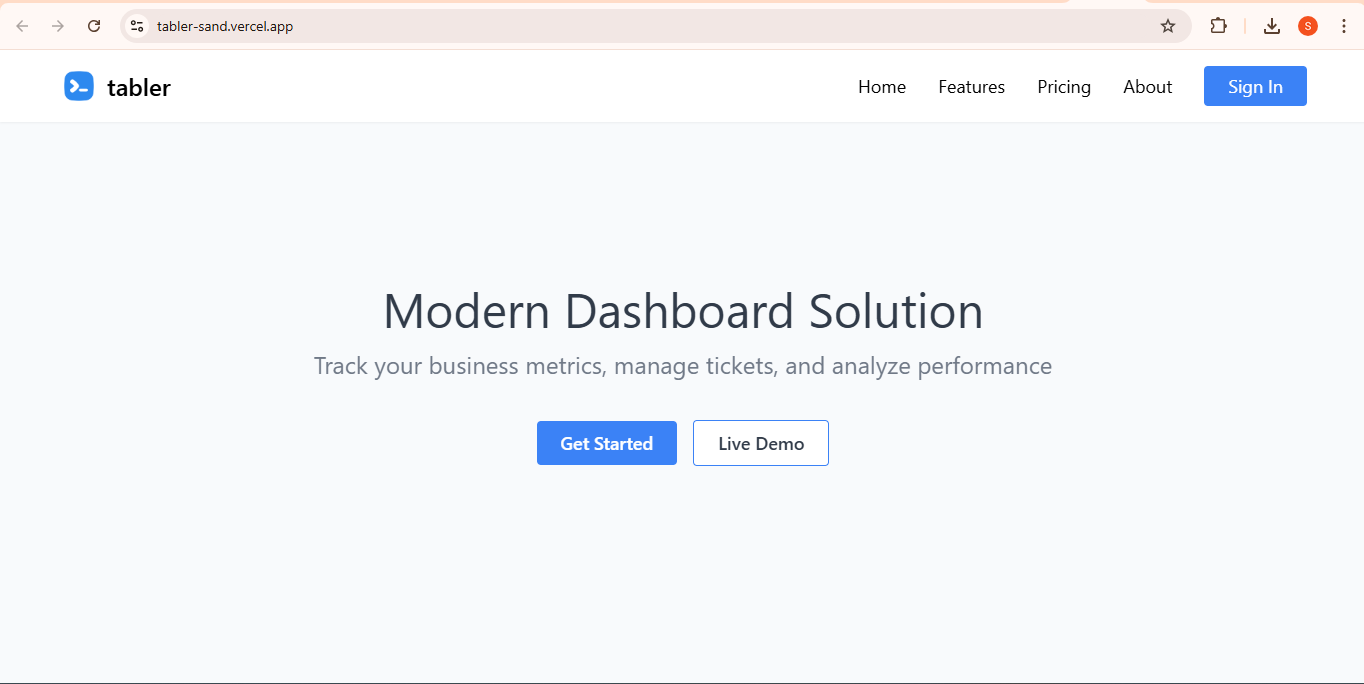 tabler-sand.vercel.app
S
tabler
Home Features Pricing About Sign In
Modern Dashboard Solution
Track your business metrics, manage tickets, and analyze performance
Get Started Live Demo